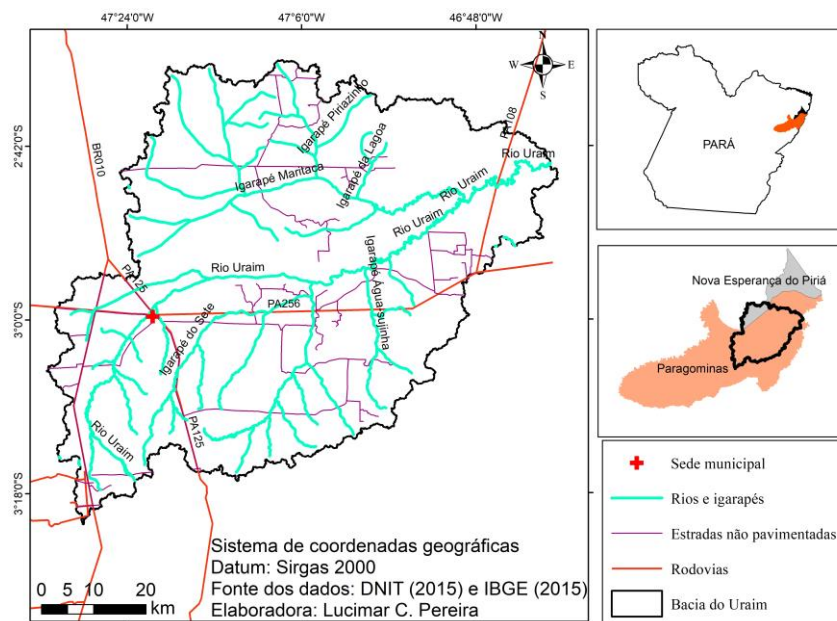 47°24'0"W
47°0'0"W
46°48'0"W
2°42'0"S
3°0'0"S
3°18'0"S
N
W
E
S
BR010
PA108
Igarapé Piriazinho
Igarapé da Lagoa
Igarapé Maritaca
Rio Uraim
Rio Uraim
Rio Uraim
Rio Uraim
PA125
PA256
Igarapé Aguarsujinha
Igarapé do Sete
PA125
Rio Uraim
Sistema de coordenadas geográficas
Datum: Sirgas 2000
Fonte dos dados: DNIT (2015) e IBGE (2015)
Elaboradora: Lucimar C. Pereira
0 5 10 20
km
PARÁ
Nova Esperança do Piriá
Paragominas
Sede municipal
Rios e igarapés
Estradas não pavimentadas
Rodovias
Bacia do Uraim